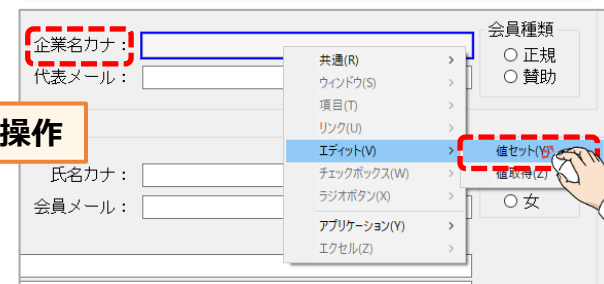 会員種類
企業名カナ：
○ 正規
代表メール：
○ 賛助
共通(R)
ウィンドウ(S)
項目(T)
リンク(U)
エディット(V)
チェックボックス(W)
ラジオボタン(X)
アプリケーション(Y)
エクセル(Z)
値セット(Y)
値取得(Z)
操作
氏名カナ：
会員メール：
○ 女